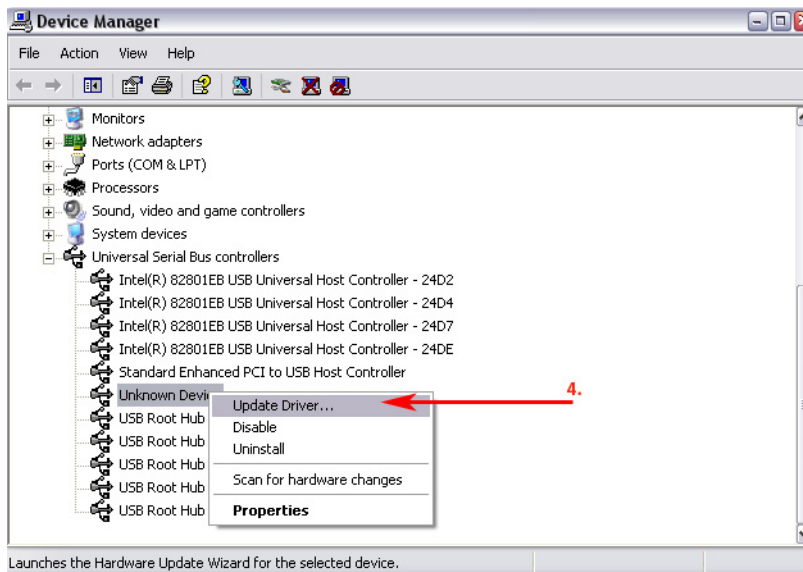 Device Manager
File Action View Help
Monitors
Network adapters
Ports (COM & LPT)
Processors
Sound, video and game controllers
System devices
Universal Serial Bus controllers
Intel(R) 82801EB USB Universal Host Controller - 24D2
Intel(R) 82801EB USB Universal Host Controller - 24D4
Intel(R) 82801EB USB Universal Host Controller - 24D7
Intel(R) 82801EB USB Universal Host Controller - 24DE
Standard Enhanced PCI to USB Host Controller
Unknown Devi
4.
Update Driver...
USB Root Hub
Disable
USB Root Hub
Uninstall
USB Root Hub
Scan for hardware changes
USB Root Hub
USB Root Hub
Properties
Launches the Hardware Update Wizard for the selected device.